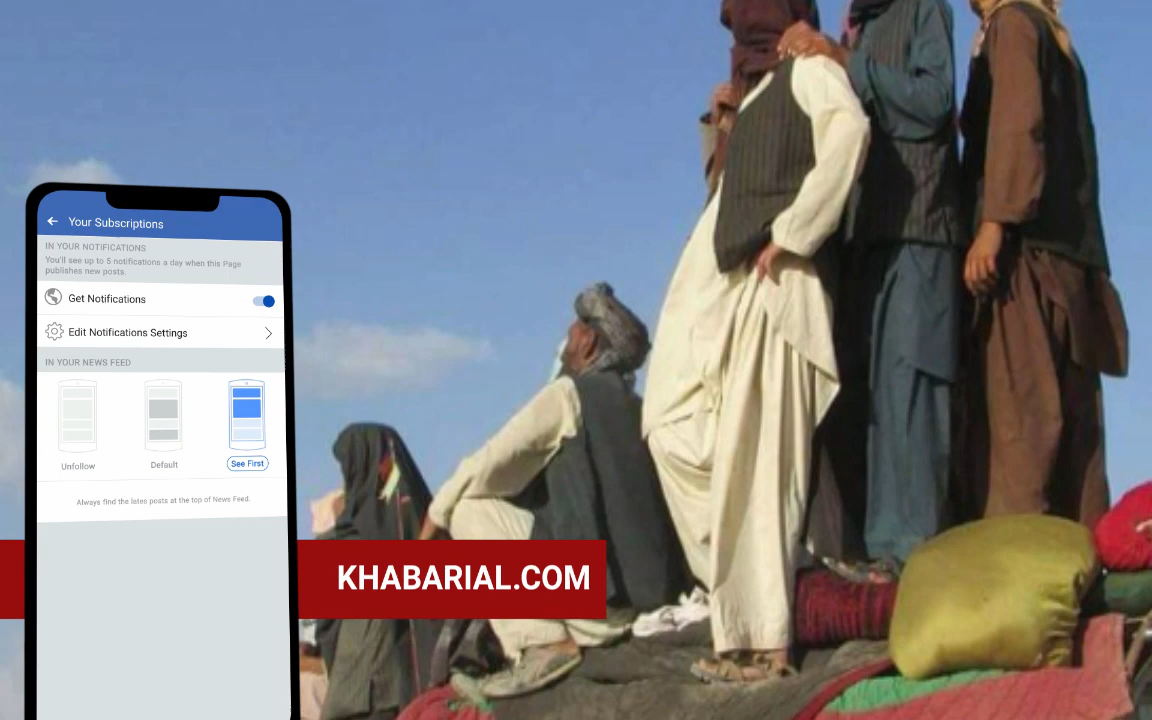 Your Subscriptions
IN YOUR NOTIFICATIONS
You'll see up to 5 notifications a day when this Page
publishes new posts.
Get Notifications
Edit Notifications Settings
IN YOUR NEWS FEED
Unfollow
Default
See First
Always find the lates posts at the top of News Feed.
KHABARIAL.COM